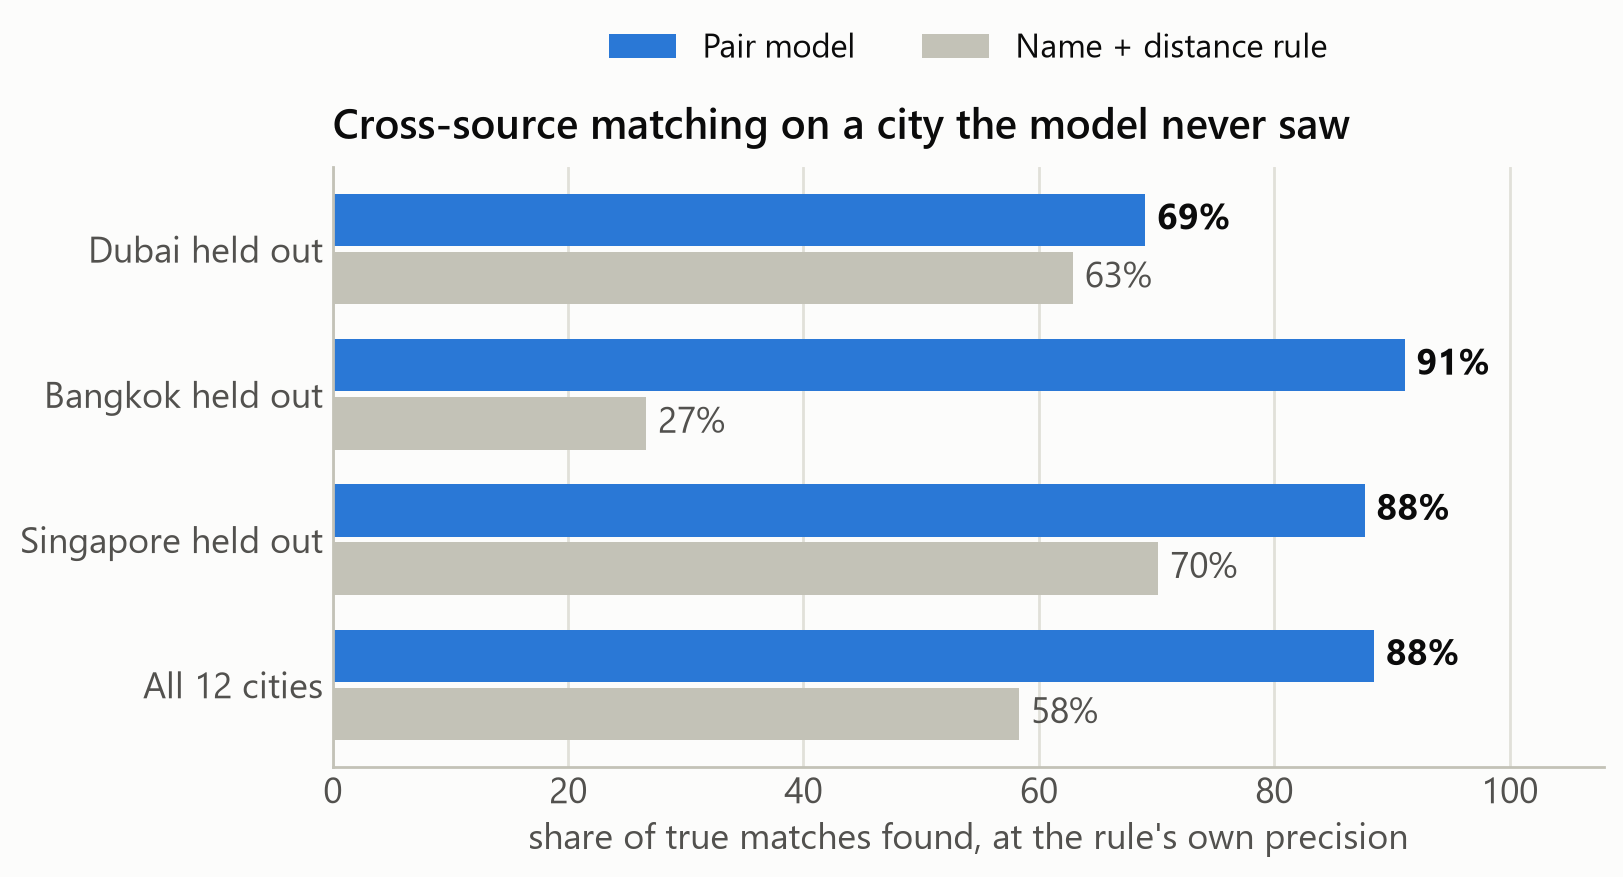 Pair model
Name + distance rule
Cross-source matching on a city the model never saw
Dubai held out
69%
63%
Bangkok held out
91%
27%
Singapore held out
88%
70%
All 12 cities
88%
58%
0 20 40 60 80 100
share of true matches found, at the rule's own precision